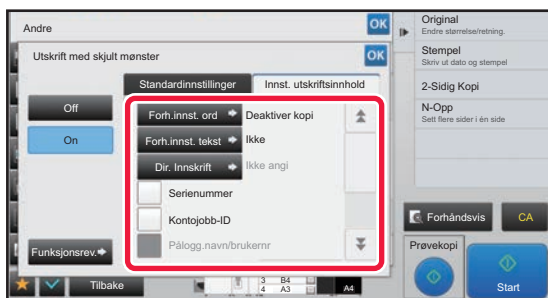 Andre
OK
Utskrift med skjult mønster
OK
Standardinnstillinger
Innst. utskriftsinnhold
Off
On
Forh.innst. ord
Deaktiver kopi
Forh.innst. tekst
Ikke
Dir. Innskrift
Ikke angi
Serienummer
Kontojobb-ID
Pålogg.navn/brukernr
Funksjonsrev.
Tilbake
3 B4
4 A3
A4
Original
Endre størrelse/retning.
Stempel
Skriv ut dato og stempel
2-Sidig Kopi
N-Opp
Sett flere sider i én side
Forhåndsvis
CA
Prøvekopi
Start